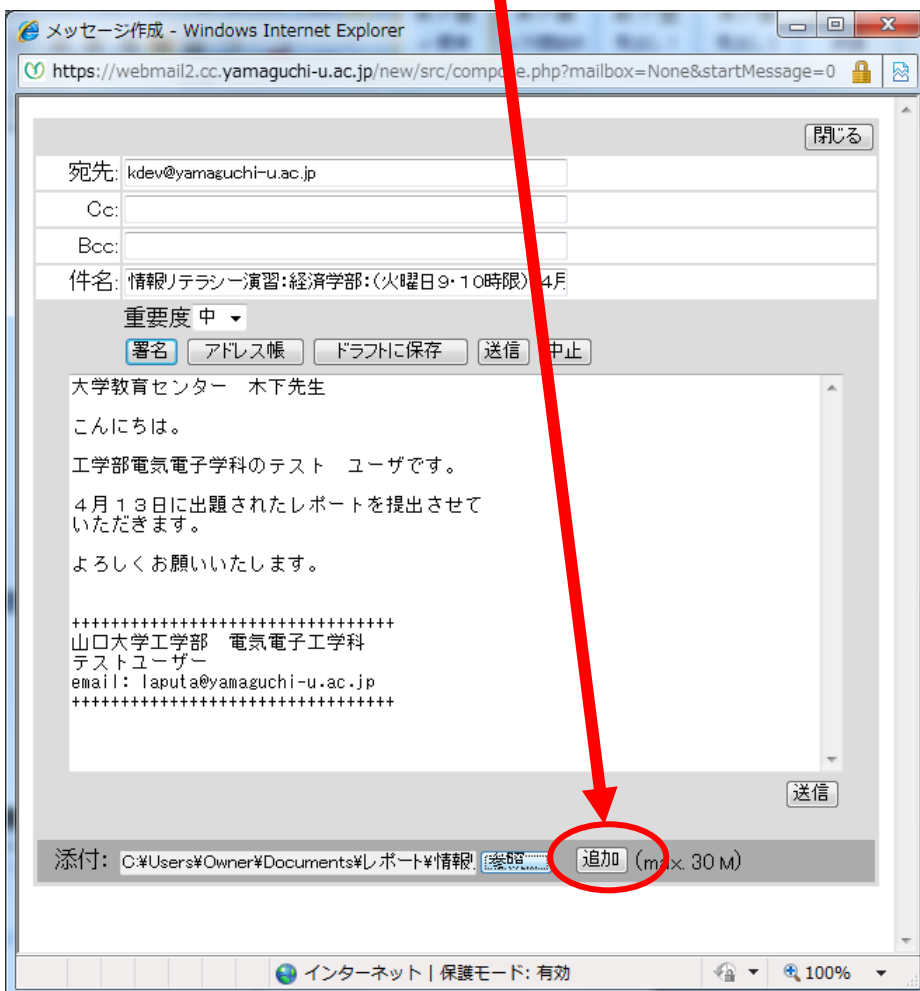 メッセージ作成 - Windows Internet Explorer
https://webmail2.cc.yamaguchi-u.ac.jp/new/src/compose.php?mailbox=None&startMessage=0
閉じる
宛先: kdev@yamaguchi-u.ac.jp
Cc:
Bcc:
件名: 情報リテラシー演習:経済学部:(火曜日9・10時限) 4月
重要度 中
署名 アドレス帳 ドラフトに保存 送信 中止
大学教育センター 木下先生
こんにちは。
工学部電気電子学科のテスト ユーザです。
4月13日に出題されたレポートを提出させて
いただきます。
よろしくお願いいたします。
+++++++++++++++++++++++++++++++++
山口大学工学部 電気電子工学科
テストユーザー
email: laputa@yamaguchi-u.ac.jp
+++++++++++++++++++++++++++++++++
送信
添付: C:¥Users¥Owner¥Documents¥レポート¥情報 参照... 追加 (max. 30 M)
インターネット | 保護モード: 有効 100%